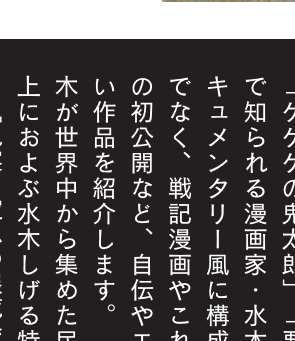 「ゲゲゲの鬼太郎」「悪
で知られる漫画家・水木
キュメンタリー風に構成
でなく、戦記漫画やこれ
の初公開など、自伝やエ
い作品を紹介します。
木が世界中から集めた民
上におよぶ水木しげる特